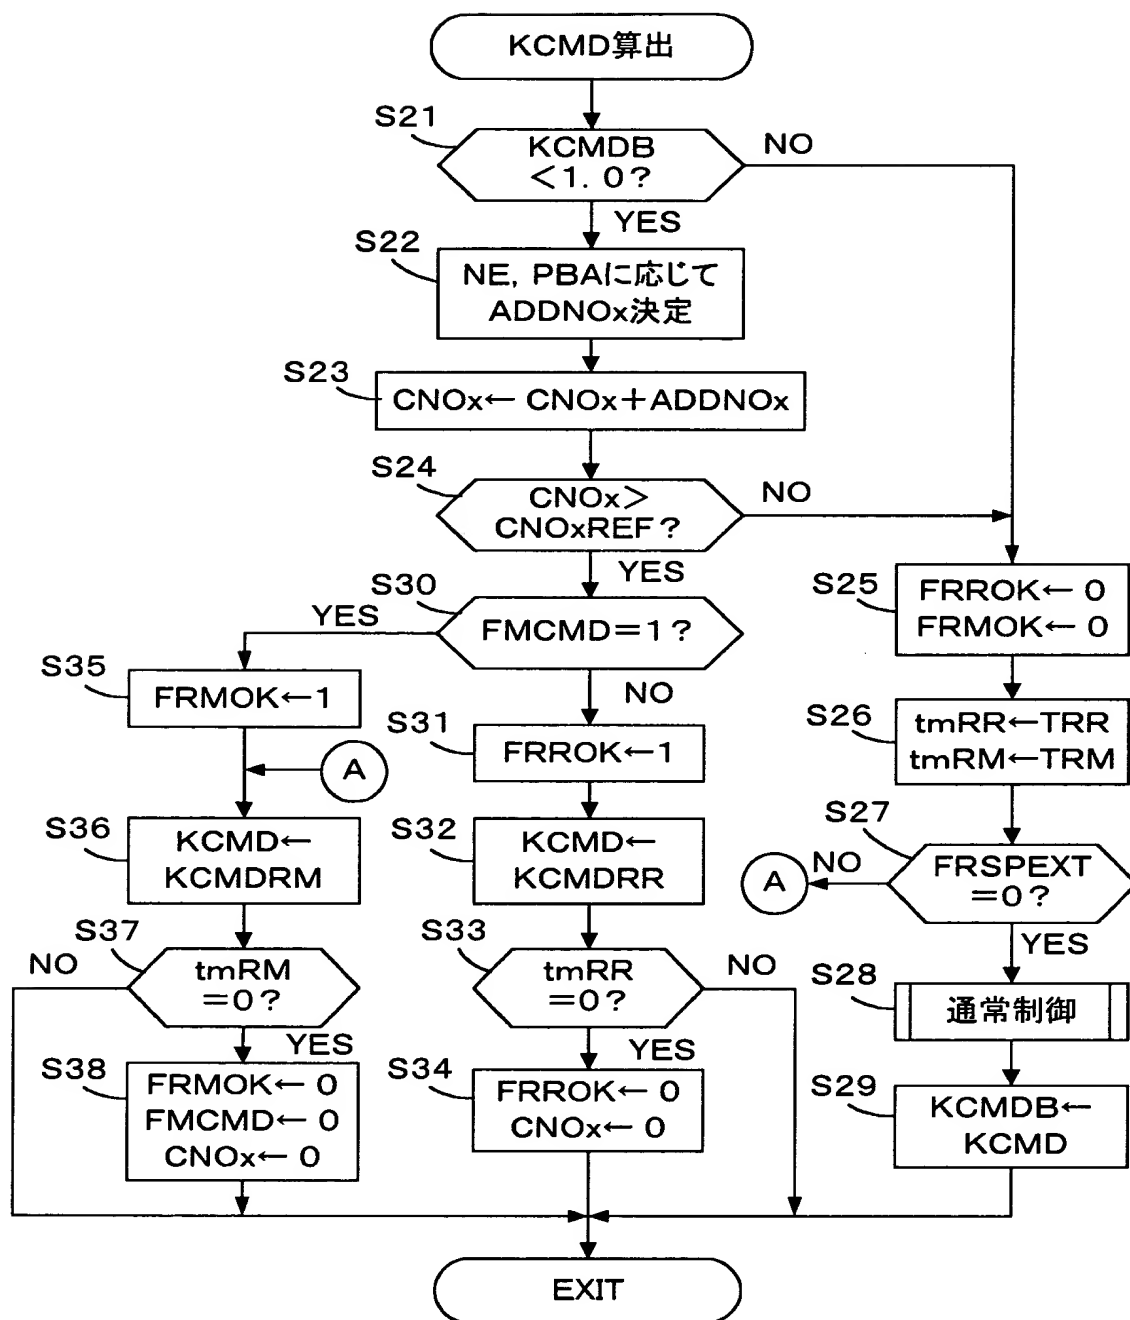 KCMD算出
S21
KCMDB
<1.0?
NO
YES
S22
NE, PBAに応じて
ADDNOx決定
S23
CNOx← CNOx+ADDNOx
S24
CNOx>
CNOxREF?
NO
YES
S25
FRROK← 0
FRMOK← 0
S30
FMCMD=1?
YES
NO
S35
FRMOK←1
A
S31
FRROK←1
S26
tmRR←TRR
tmRM←TRM
S36
KCMD←
KCMDRM
S32
KCMD←
KCMDRR
S27
FRSPEXT
=0?
NO
A
YES
S37
tmRM
=0?
NO
YES
S33
tmRR
=0?
NO
YES
S28
通常制御
S38
FRMOK← 0
FMCMD← 0
CNOx← 0
S34
FRROK← 0
CNOx← 0
S29
KCMDB←
KCMD
EXIT